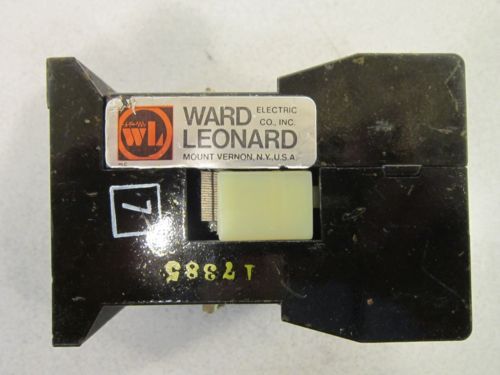 WARD
LEONARD
ELECTRIC
CO., INC.
MOUNT VERNON, N.Y. U.S.A.
WL
7
17385